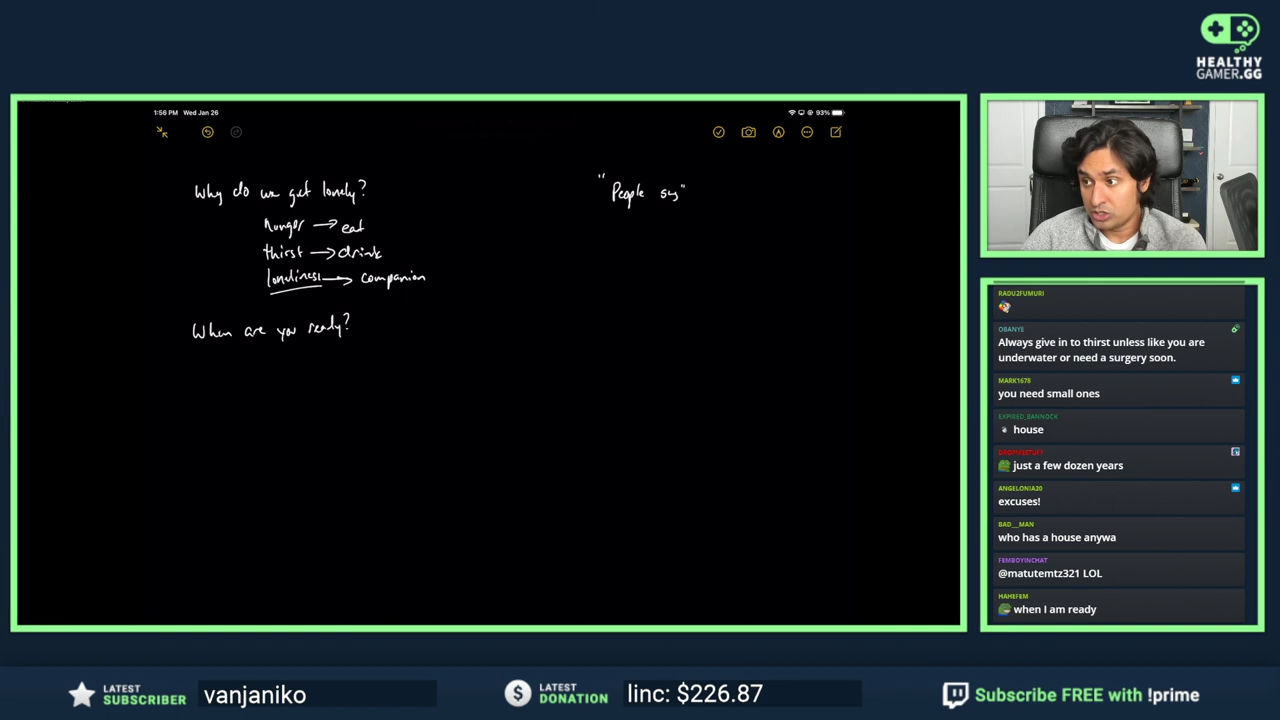 HEALTHY
GAMER.GG
1:56 PM Wed Jan 26
93%
Why do we get lonely?
hunger → eat
thirst → drink
loneliness → companion
When are you ready?
"People say"
RADU2FUMURI
OBANYE
Always give in to thirst unless like you are
underwater or need a surgery soon.
MARK1678
you need small ones
EXPIRED_BANNOCK
house
just a few dozen years
ANGELONIA20
excuses!
BAD__MAN
who has a house anywa
FEMBOYINCHAT
@matutemtz321 LOL
HAHEFEM
when I am ready
LATEST
SUBSCRIBER
vanjaniko
LATEST
DONATION
linc: $226.87
Subscribe FREE with !prime